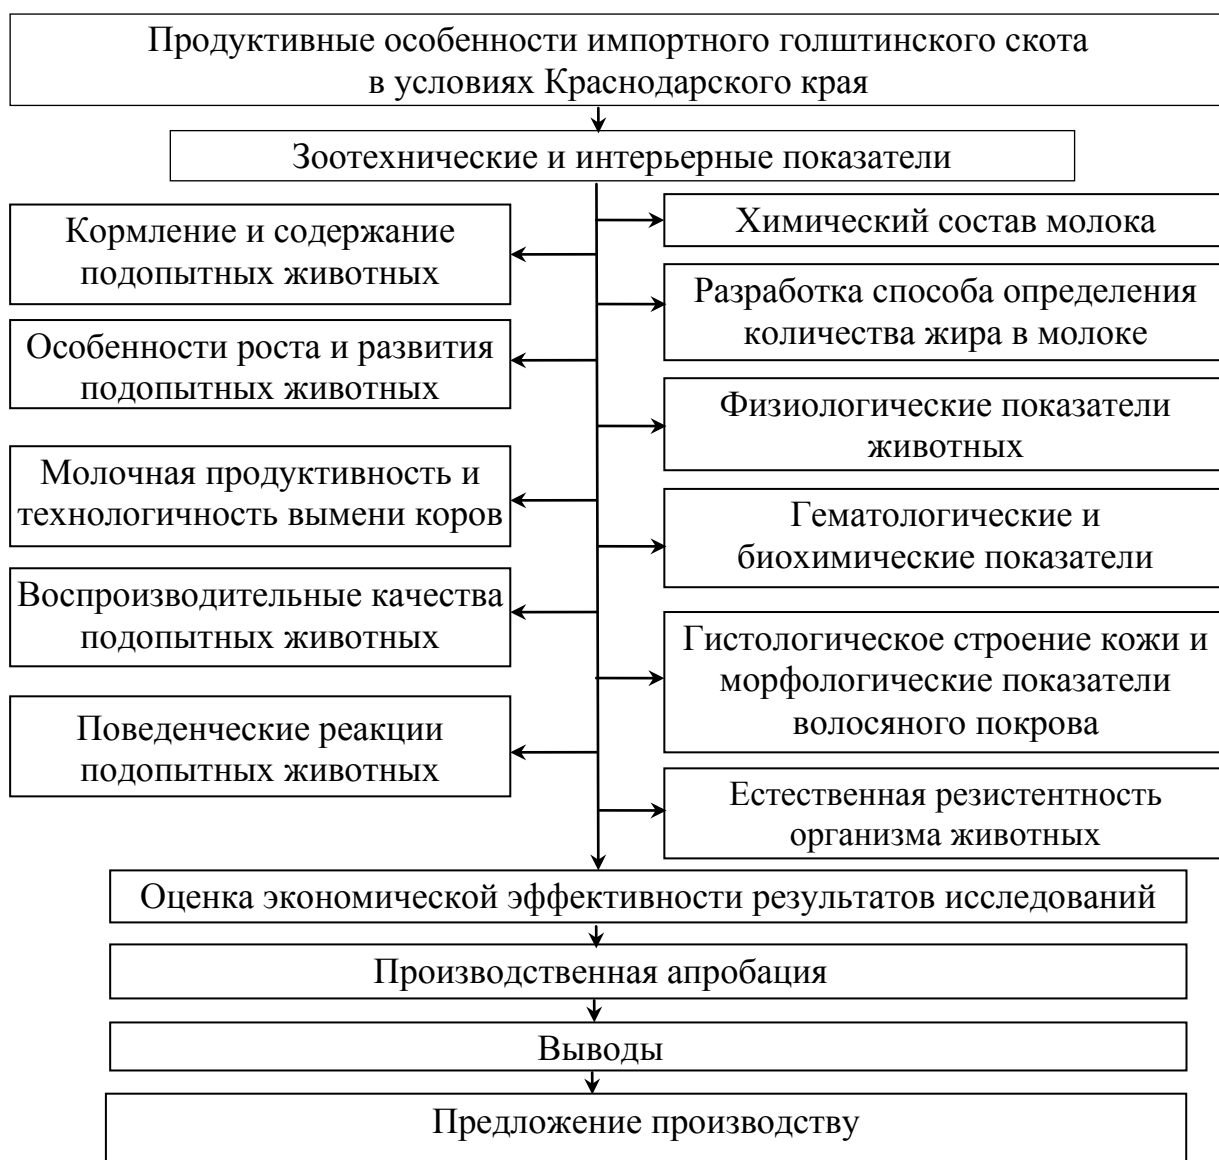 Продуктивные особенности импортного голштинского скота
в условиях Краснодарского края
Зоотехнические и интерьерные показатели
Кормление и содержание
подопытных животных
Особенности роста и развития
подопытных животных
Молочная продуктивность и
технологичность вымени коров
Воспроизводительные качества
подопытных животных
Поведенческие реакции
подопытных животных
Химический состав молока
Разработка способа определения
количества жира в молоке
Физиологические показатели
животных
Гематологические и
биохимические показатели
Гистологическое строение кожи и
морфологические показатели
волосяного покрова
Естественная резистентность
организма животных
Оценка экономической эффективности результатов исследований
Производственная апробация
Выводы
Предложение производству